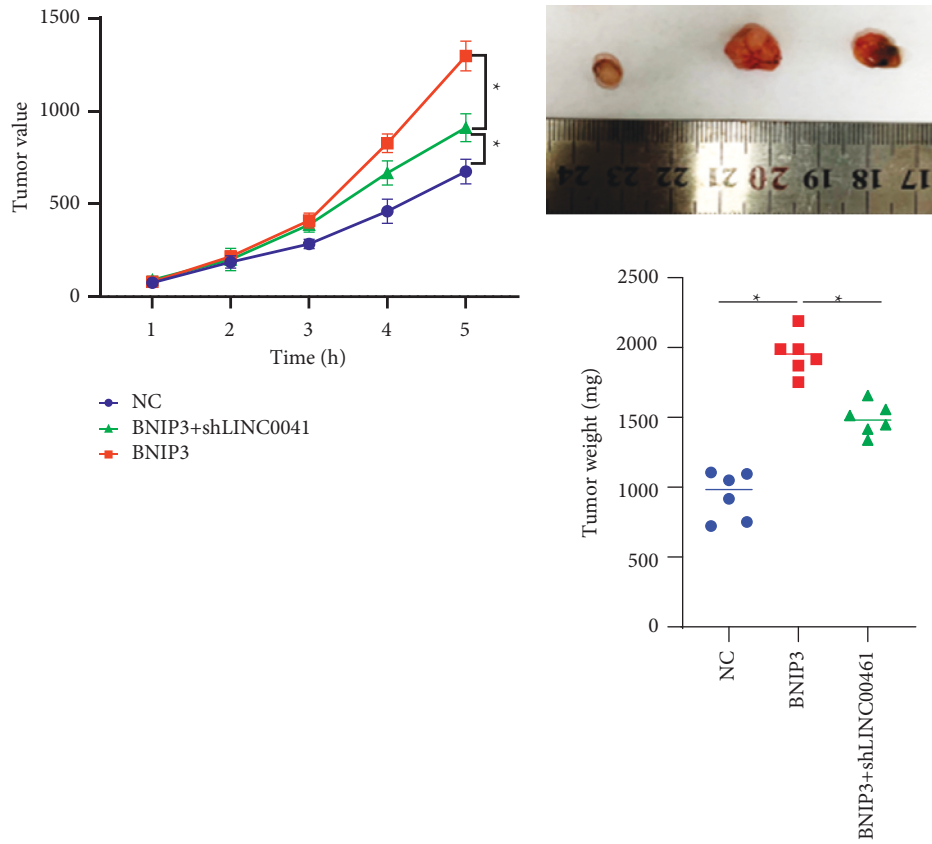 1500
1000
500
0
Tumor value
1
2
3
4
5
Time (h)
*
*
NC
BNIP3+shLINC0041
BNIP3
24 23 22 21 20 19 18 17
2500
2000
1500
1000
500
0
Tumor weight (mg)
*
*
NC
BNIP3
BNIP3+shLINC00461